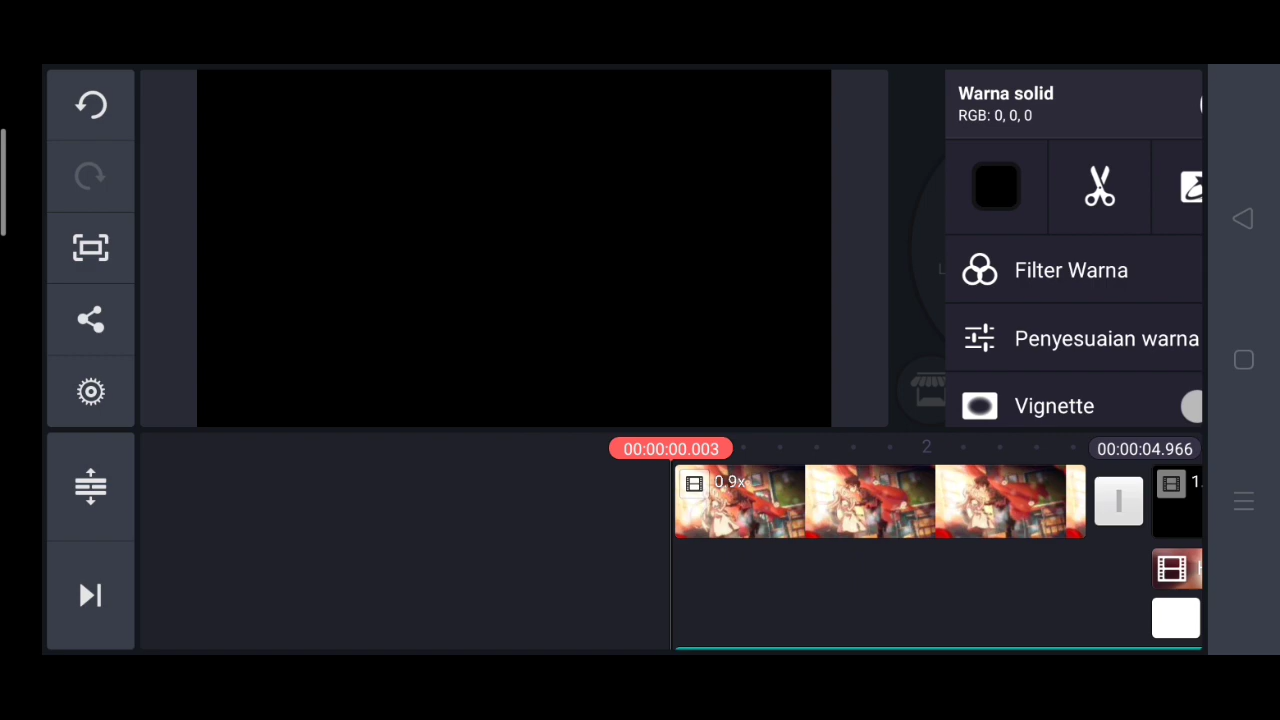 Warna solid
RGB: 0, 0, 0
Filter Warna
Penyesuaian warna
Vignette
00:00:00.003
2
00:00:04.966
0.9x
1.